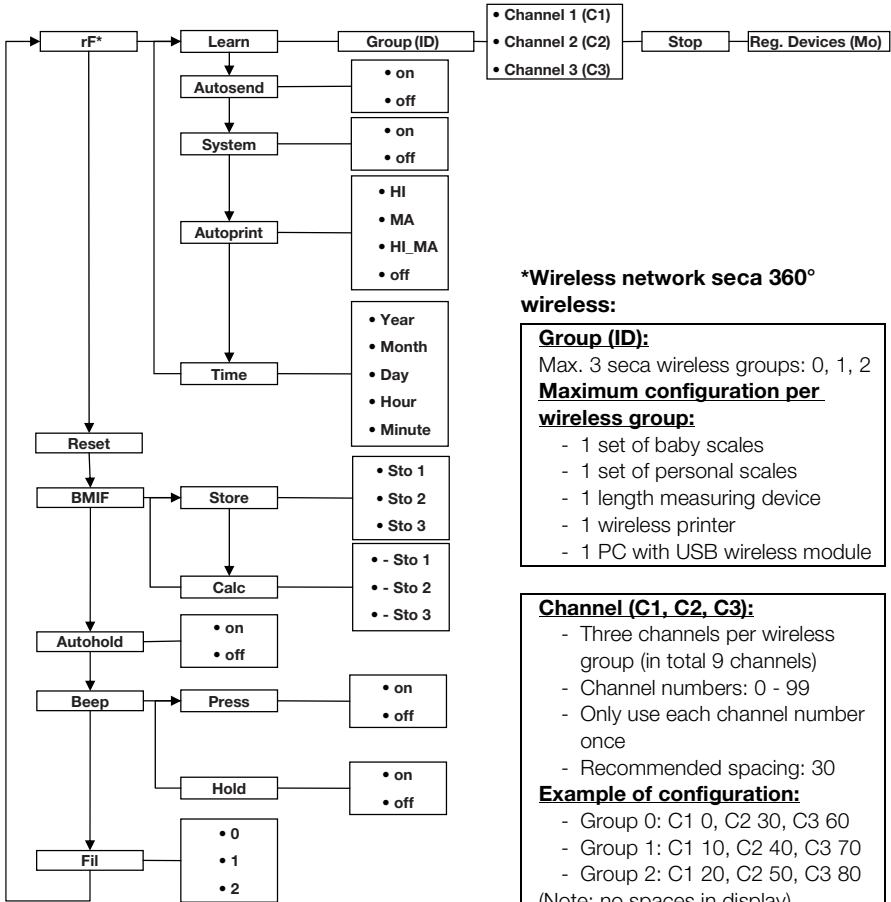 rF*
Learn
Group (ID)
• Channel 1 (C1)
• Channel 2 (C2)
• Channel 3 (C3)
Stop
Reg. Devices (Mo)
Autosend
• on
• off
System
• on
• off
Autoprint
• HI
• MA
• HI_MA
• off
Time
• Year
• Month
• Day
• Hour
• Minute
Reset
BMIF
Store
• Sto 1
• Sto 2
• Sto 3
Calc
• - Sto 1
• - Sto 2
• - Sto 3
Autohold
• on
• off
Beep
Press
• on
• off
Hold
• on
• off
Fil
• 0
• 1
• 2
*Wireless network seca 360°
wireless:
Group (ID):
Max. 3 seca wireless groups: 0, 1, 2
Maximum configuration per
wireless group:
- 1 set of baby scales
- 1 set of personal scales
- 1 length measuring device
- 1 wireless printer
- 1 PC with USB wireless module
Channel (C1, C2, C3):
- Three channels per wireless
group (in total 9 channels)
- Channel numbers: 0 - 99
- Only use each channel number
once
- Recommended spacing: 30
Example of configuration:
- Group 0: C1 0, C2 30, C3 60
- Group 1: C1 10, C2 40, C3 70
- Group 2: C1 20, C2 50, C3 80
(Note: no spaces in display)